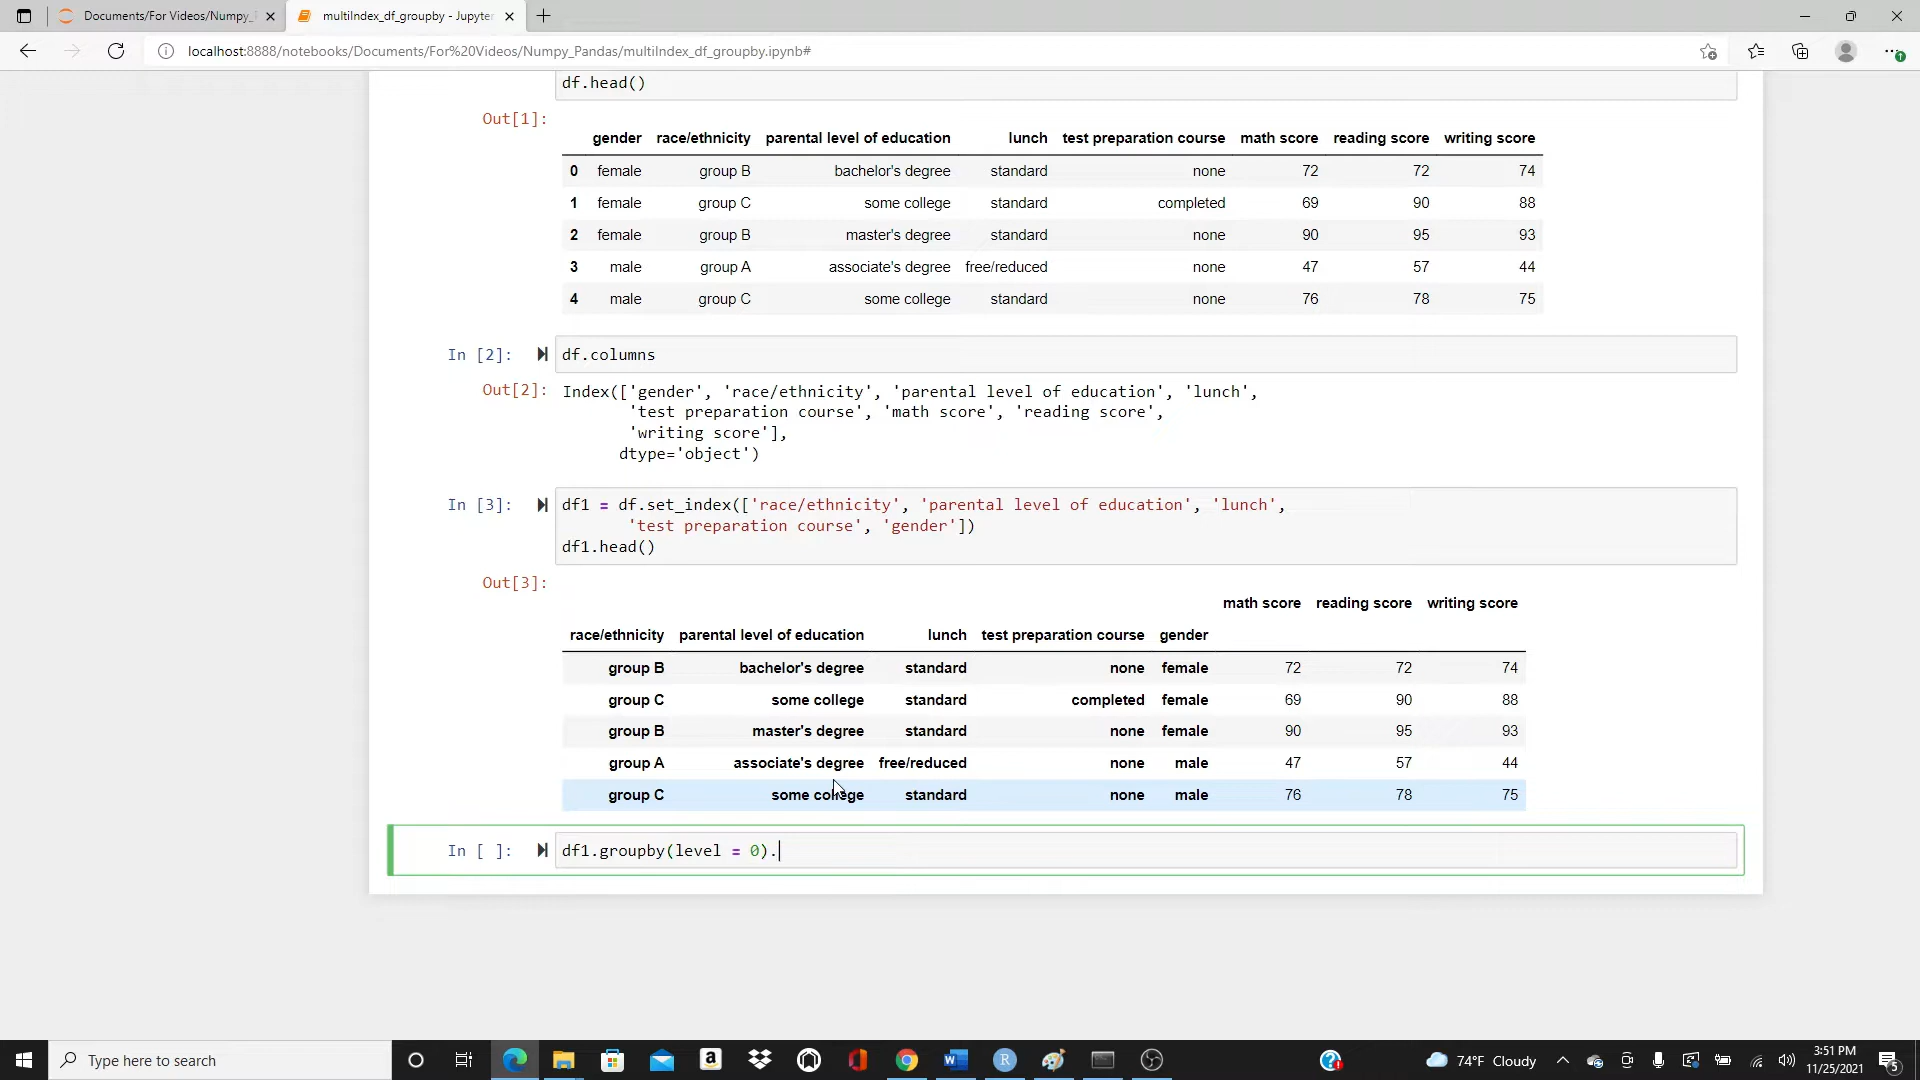 Documents/For Videos/Numpy_P
multiIndex_df_groupby - Jupyter
localhost:8888/notebooks/Documents/For%20Videos/Numpy_Pandas/multiIndex_df_groupby.ipynb#
df.head()
Out[1]:
gender race/ethnicity parental level of education lunch test preparation course math score reading score writing score
0 female group B bachelor's degree standard none 72 72 74
1 female group C some college standard completed 69 90 88
2 female group B master's degree standard none 90 95 93
3 male group A associate's degree free/reduced none 47 57 44
4 male group C some college standard none 76 78 75
In [2]: df.columns
Out[2]: Index(['gender', 'race/ethnicity', 'parental level of education', 'lunch',
'test preparation course', 'math score', 'reading score',
'writing score'],
dtype='object')
In [3]: df1 = df.set_index(['race/ethnicity', 'parental level of education', 'lunch',
'test preparation course', 'gender'])
df1.head()
Out[3]:
math score reading score writing score
race/ethnicity parental level of education lunch test preparation course gender
group B bachelor's degree standard none female 72 72 74
group C some college standard completed female 69 90 88
group B master's degree standard none female 90 95 93
group A associate's degree free/reduced none male 47 57 44
group C some college standard none male 76 78 75
In [ ]: df1.groupby(level = 0).
Type here to search
74°F Cloudy
3:51 PM
11/25/2021
5